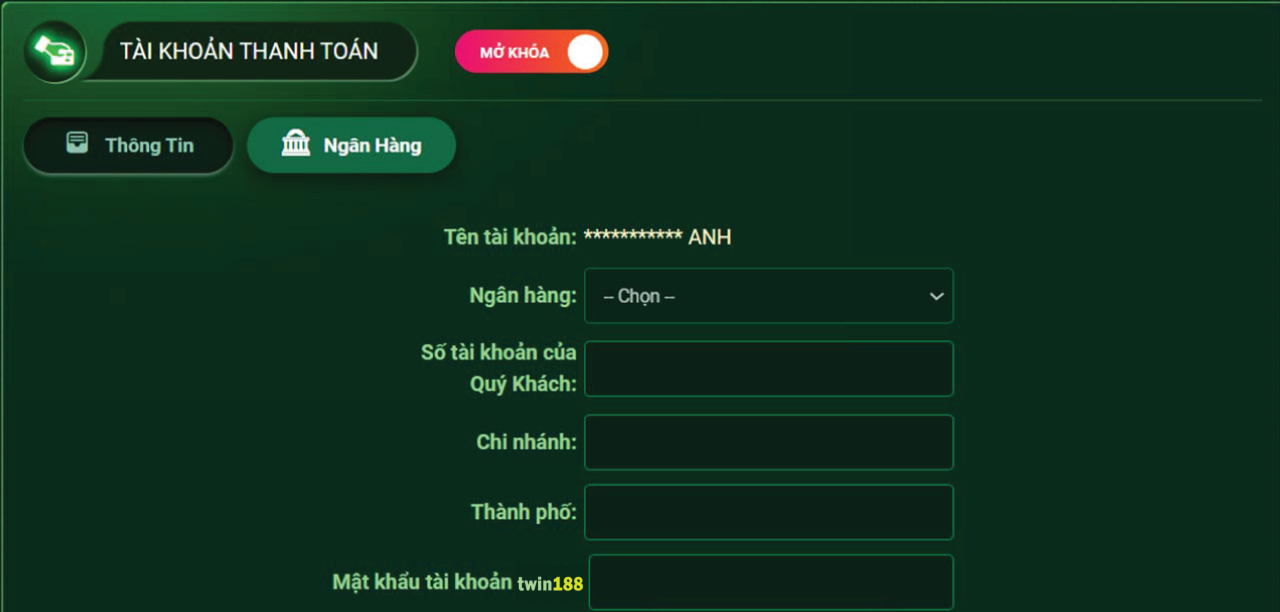 TÀI KHOẢN THANH TOÁN
MỞ KHÓA
Thông Tin
Ngân Hàng
Tên tài khoản: *********** ANH
Ngân hàng: -- Chọn --
Số tài khoản của
Quý Khách:
Chi nhánh:
Thành phố:
Mật khẩu tài khoản twin188